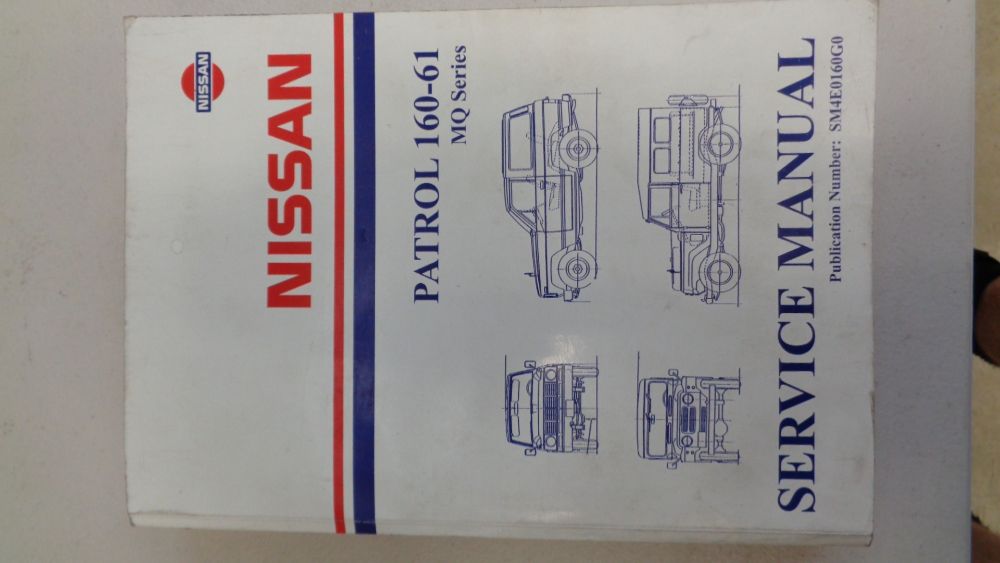 NISSAN
NISSAN
PATROL 160-61
MQ Series
SERVICE MANUAL
Publication Number: SM4E0160G0